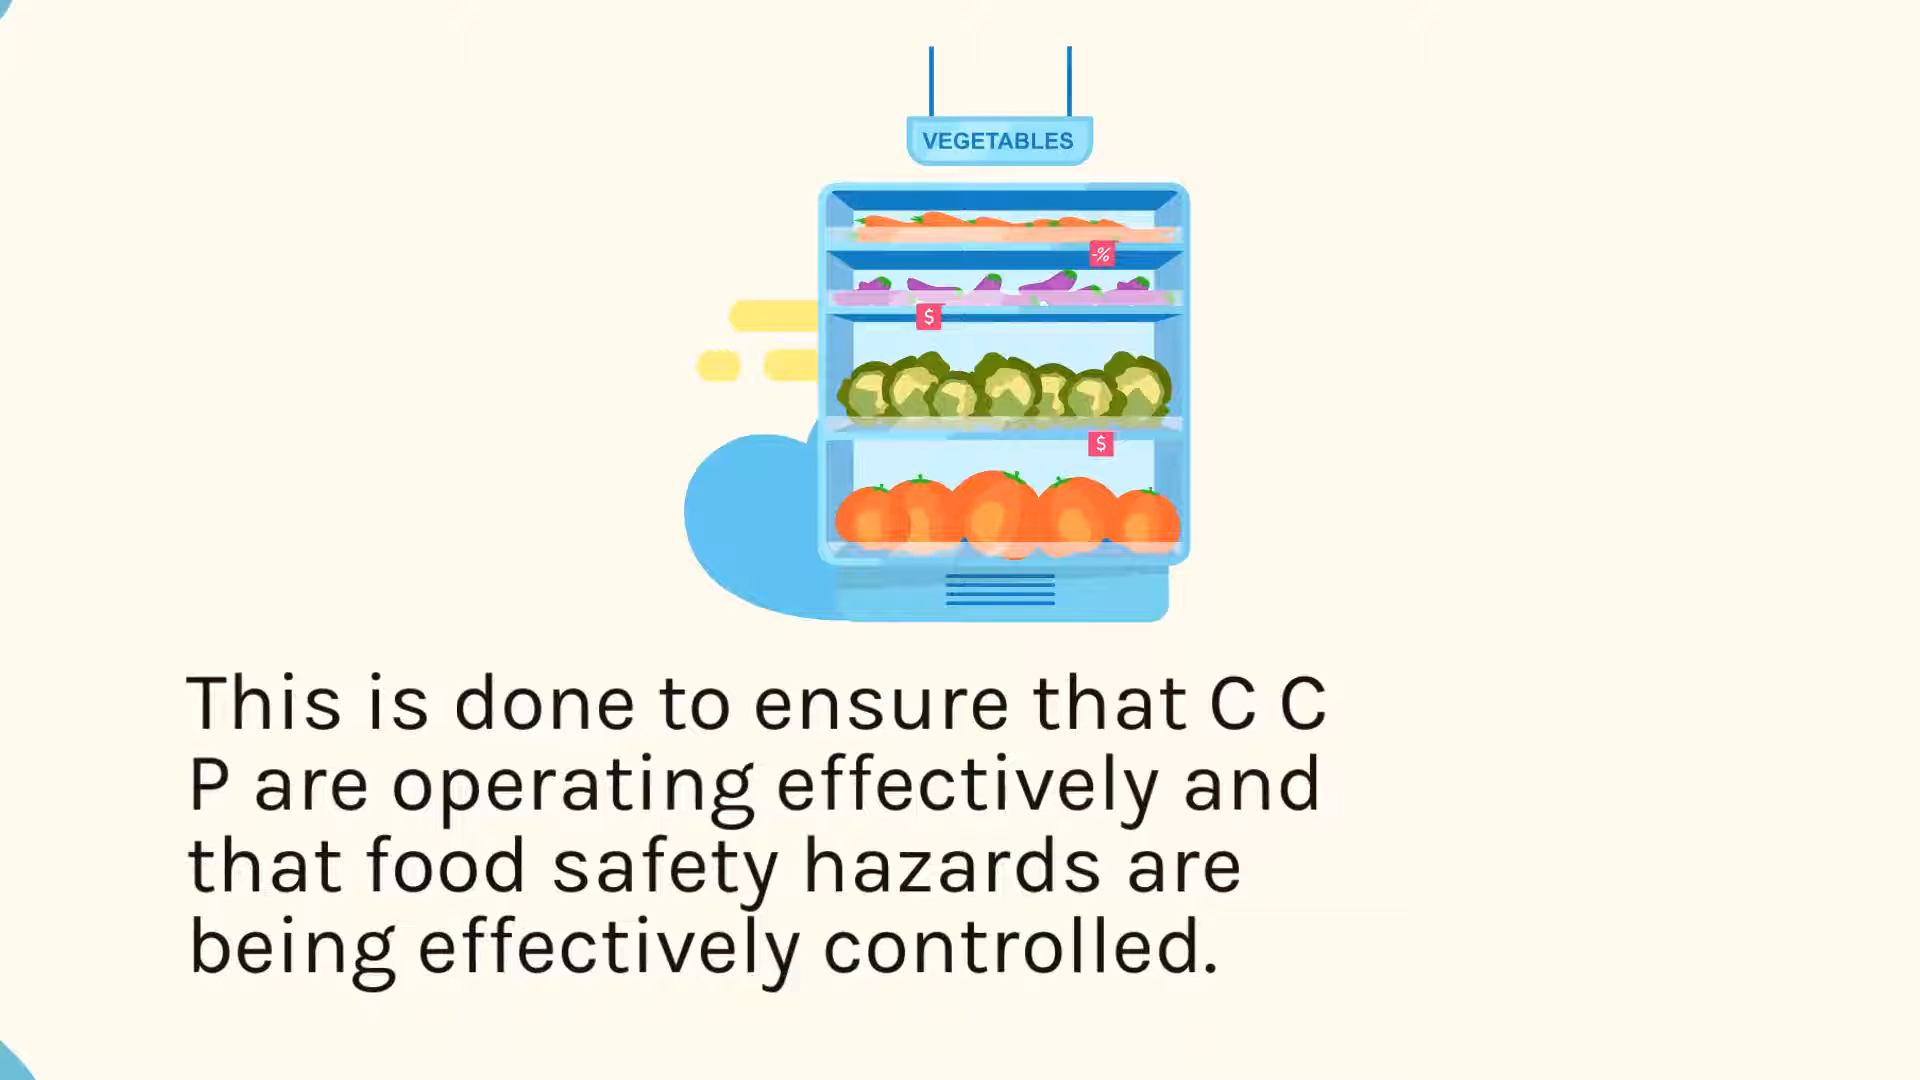 VEGETABLES
-%
$
$
This is done to ensure that C C
P are operating effectively and
that food safety hazards are
being effectively controlled.